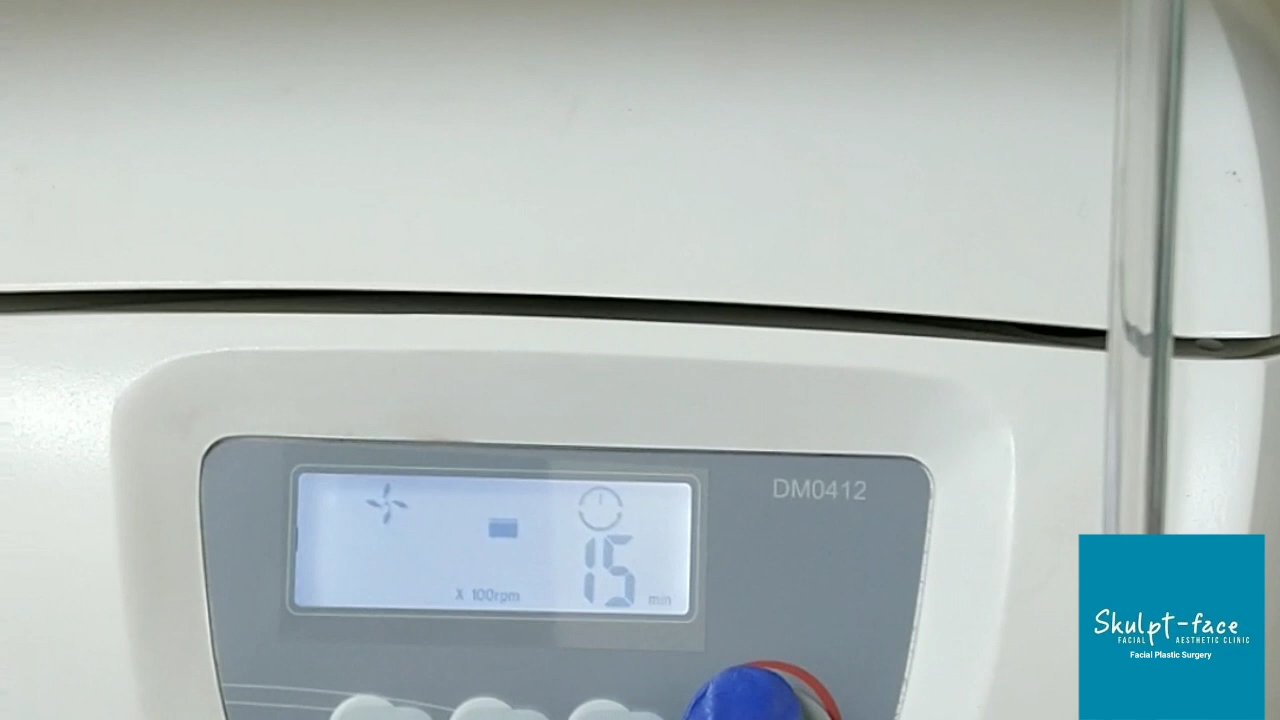 DM0412
15
X 100rpm
min
Skulpt-face
FACIAL AESTHETIC CLINIC
Facial Plastic Surgery